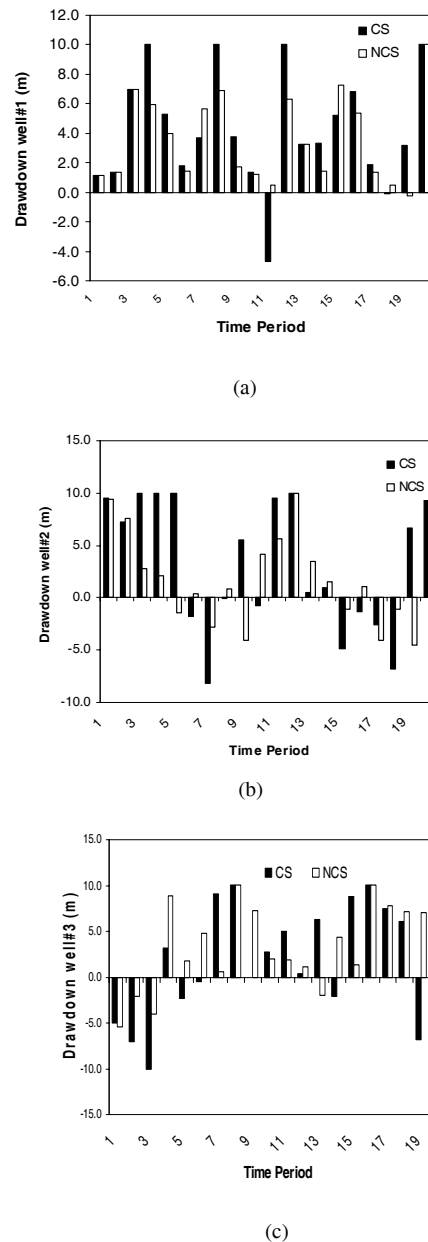 12.0
CS
NCS
10.0
8.0
6.0
4.0
2.0
0.0
-2.0
-4.0
-6.0
Drawdown well#1 (m)
1 3 5 7 9 11 13 15 17 19
Time Period
(a)
15.0
CS
NCS
10.0
5.0
0.0
-5.0
-10.0
Drawdown well#2 (m)
1 3 5 7 9 11 13 15 17 19
Time Period
(b)
15.0
CS NCS
10.0
5.0
0.0
-5.0
-10.0
-15.0
Drawdown well#3 (m)
1 3 5 7 9 11 13 15 17 19
Time Period
(c)